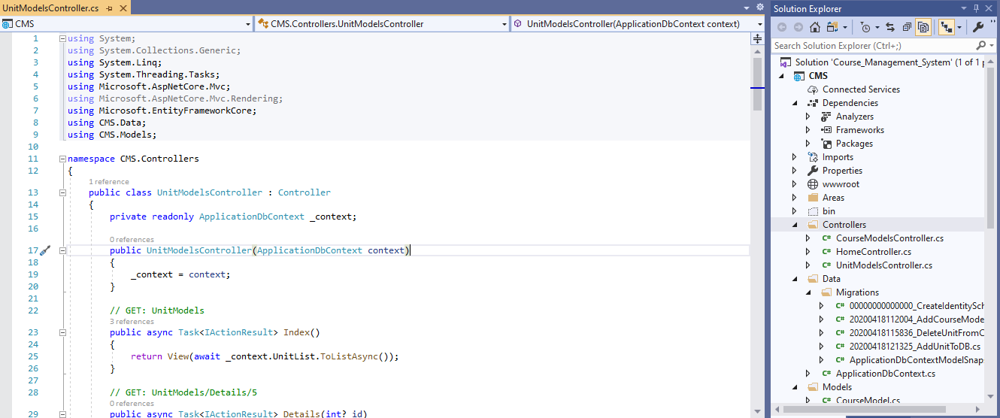 UnitModelsController.cs
CMS
CMS.Controllers.UnitModelsController
UnitModelsController(ApplicationDbContext context)
1 using System;
2 using System.Collections.Generic;
3 using System.Linq;
4 using System.Threading.Tasks;
5 using Microsoft.AspNetCore.Mvc;
6 using Microsoft.AspNetCore.Mvc.Rendering;
7 using Microsoft.EntityFrameworkCore;
8 using CMS.Data;
9 using CMS.Models;
10
11 namespace CMS.Controllers
12 {
1 reference
13 public class UnitModelsController : Controller
14 {
15 private readonly ApplicationDbContext _context;
16
0 references
17 public UnitModelsController(ApplicationDbContext context)
18 {
19 _context = context;
20 }
21
22 // GET: UnitModels
3 references
23 public async Task<IActionResult> Index()
24 {
25 return View(await _context.UnitList.ToListAsync());
26 }
27
28 // GET: UnitModels/Details/5
0 references
29 public async Task<IActionResult> Details(int? id)
Solution Explorer
Search Solution Explorer (Ctrl+;)
Solution 'Course_Management_System' (1 of 1 p
CMS
Connected Services
Dependencies
Analyzers
Frameworks
Packages
Imports
Properties
wwwroot
Areas
bin
Controllers
C# CourseModelsController.cs
C# HomeController.cs
C# UnitModelsController.cs
Data
Migrations
C# 00000000000000_CreateIdentitySch
C# 20200418112004_AddCourseMode
C# 20200418115836_DeleteUnitFromC
C# 20200418121325_AddUnitToDB.cs
C# ApplicationDbContextModelSnap
C# ApplicationDbContext.cs
Models
C# CourseModel.cs